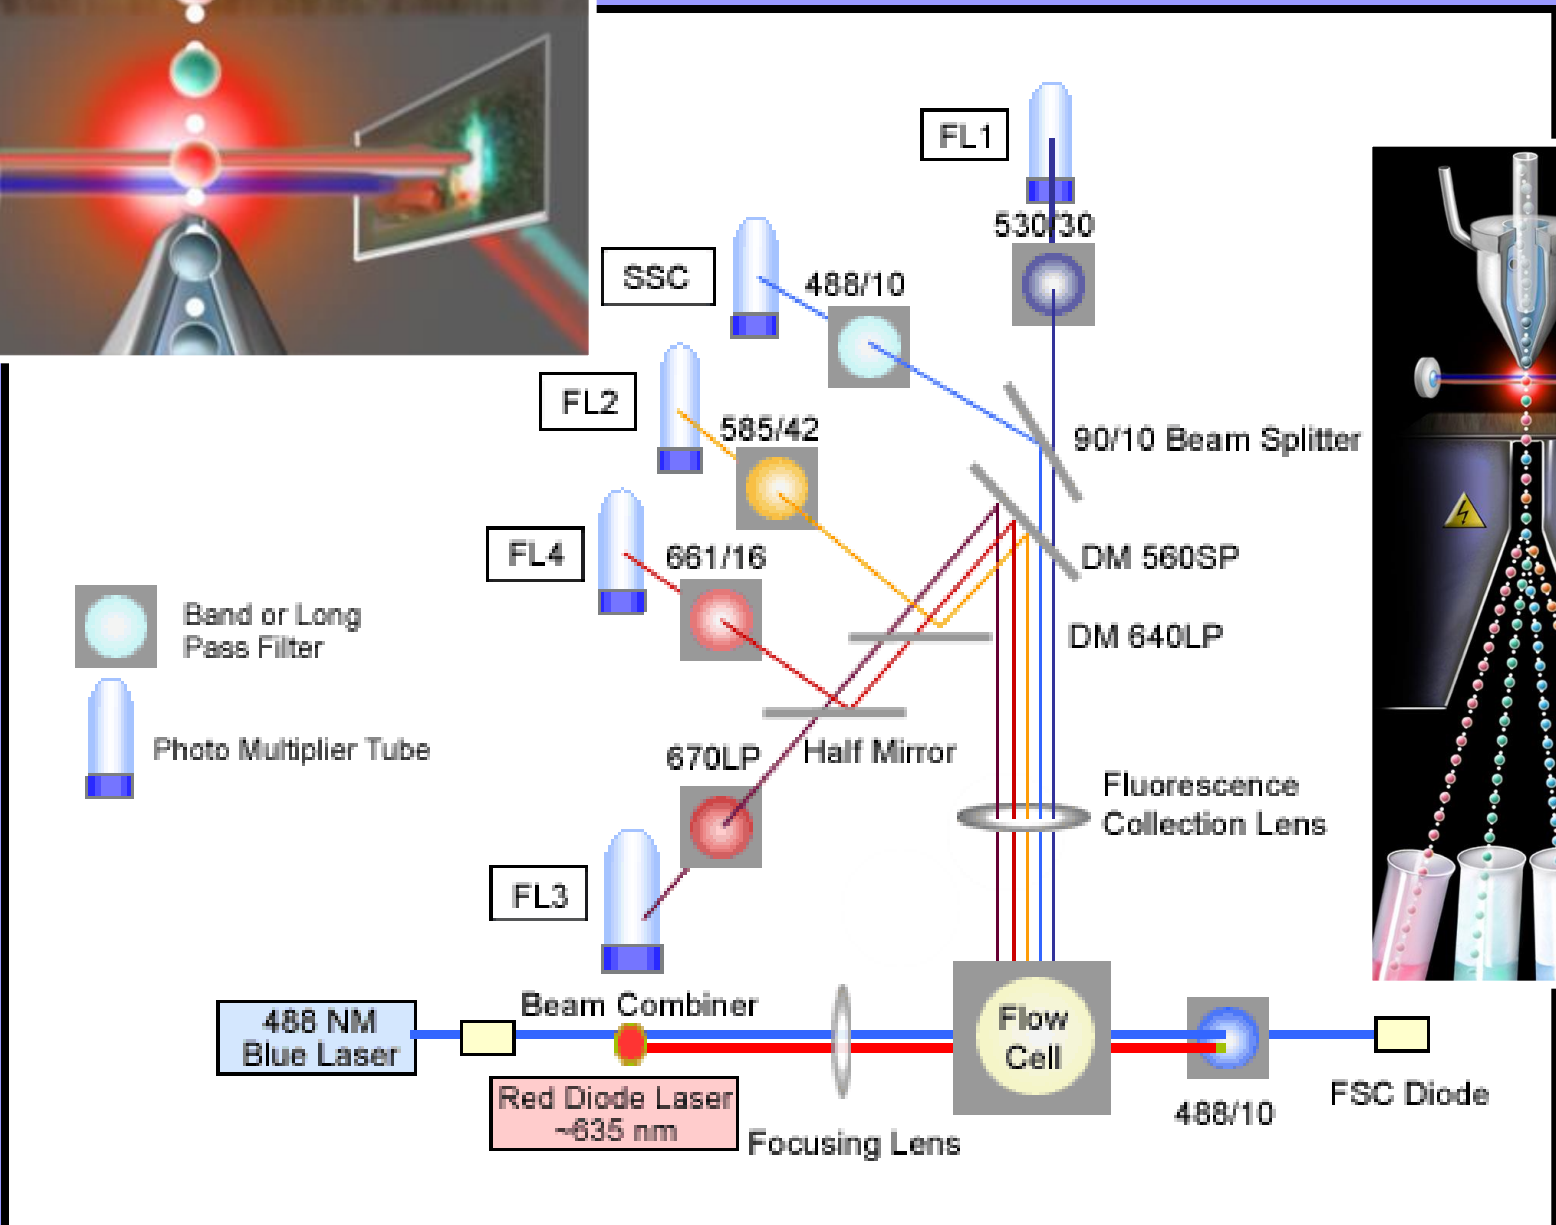 FL1
530/30
SSC
488/10
FL2
585/42
90/10 Beam Splitter
FL4
661/16
DM 560SP
Band or Long
Pass Filter
DM 640LP
Photo Multiplier Tube
670LP
Half Mirror
Fluorescence
Collection Lens
FL3
Beam Combiner
488 NM
Blue Laser
Flow
Cell
Red Diode Laser
~635 nm
Focusing Lens
488/10
FSC Diode